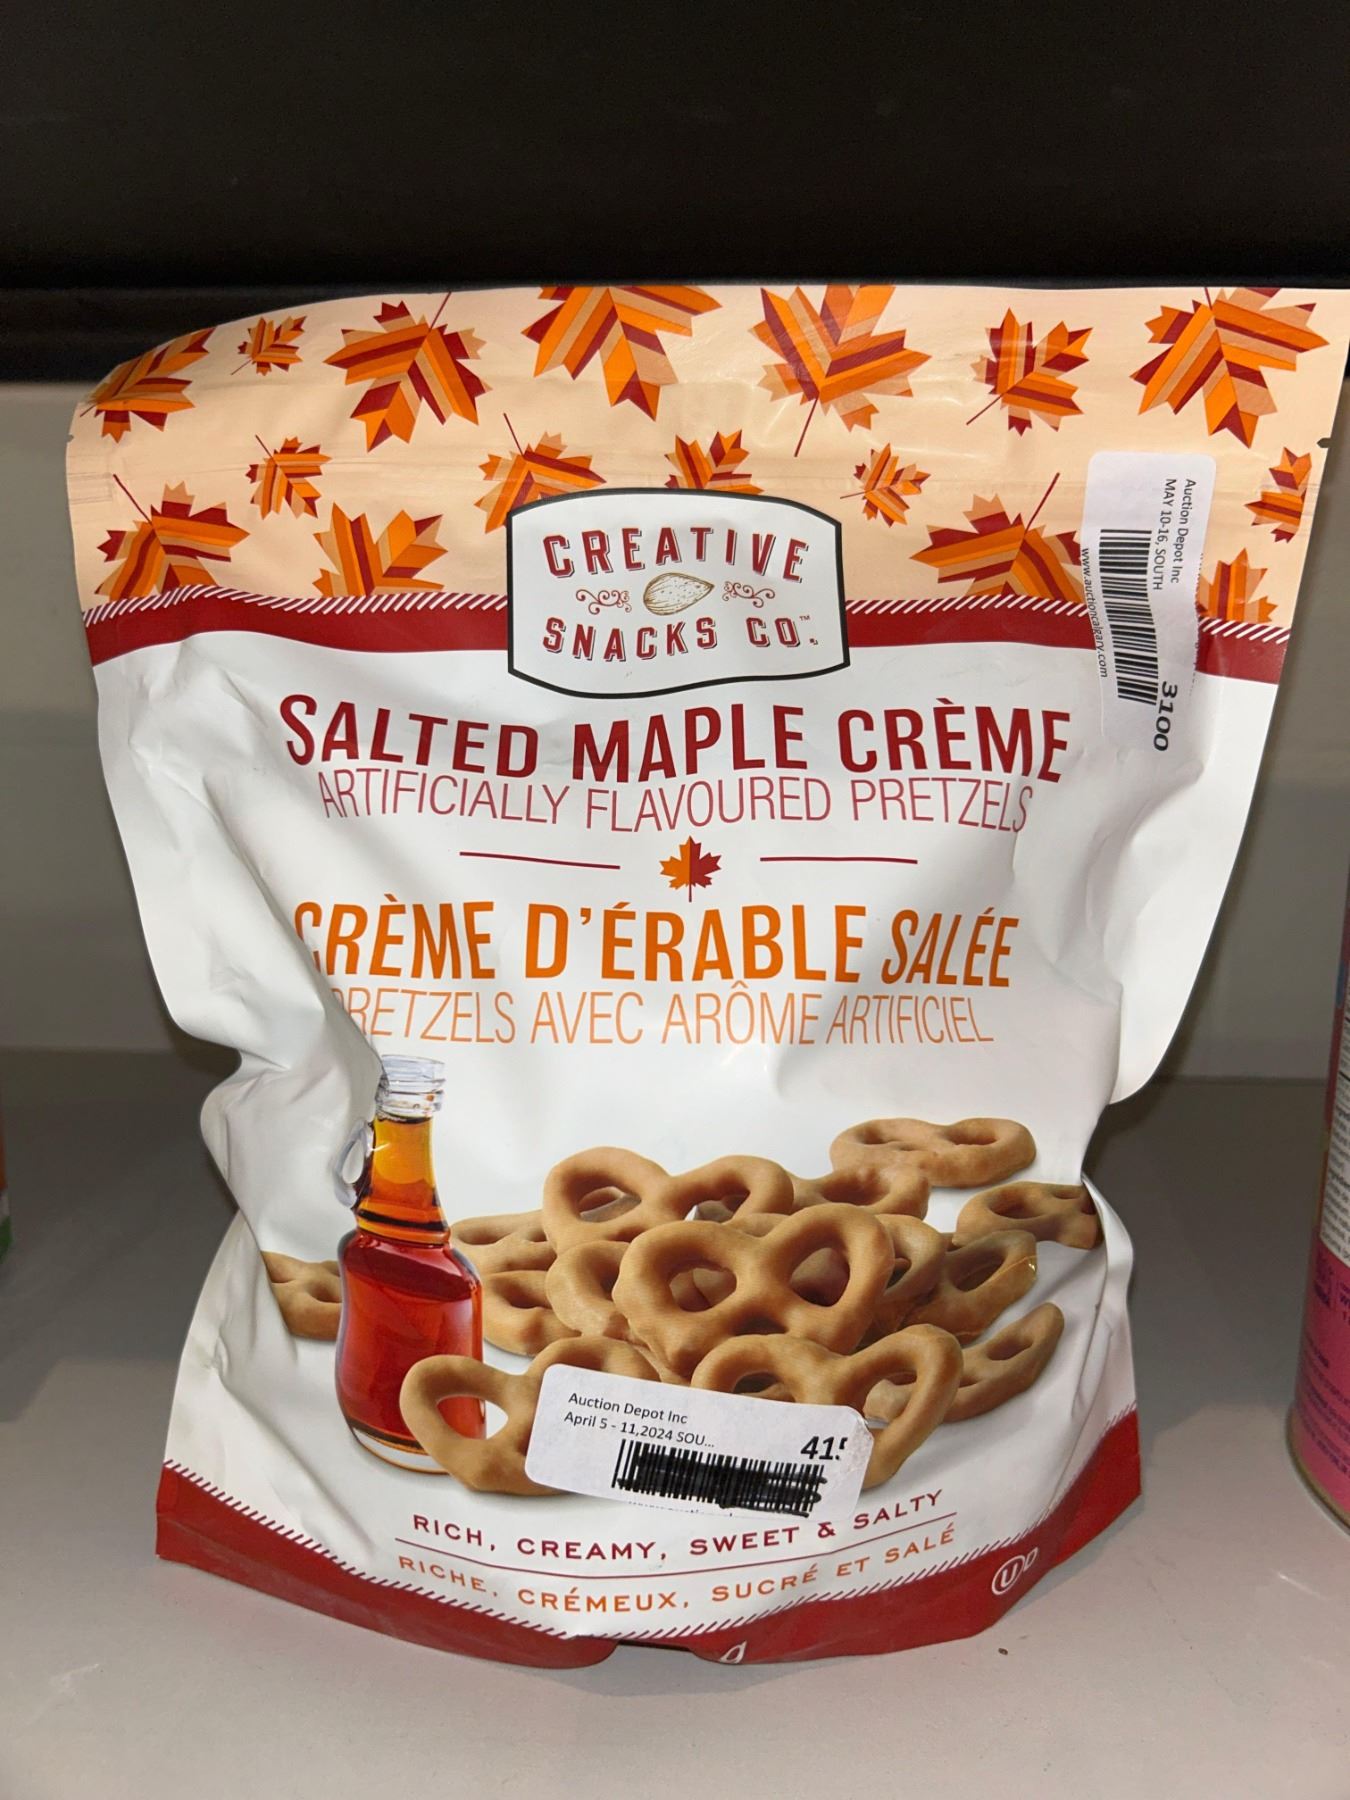 CREATIVE
SNACKS CO.™
Auction Depot Inc
MAY 10-16, SOUTH
3100
www.auctioncalgary.com
SALTED MAPLE CRÈME
ARTIFICIALLY FLAVOURED PRETZELS
CRÈME D'ÉRABLE SALÉE
PRETZELS AVEC ARÔME ARTIFICIEL
Auction Depot Inc
April 5 - 11,2024 SOU...
RICH, CREAMY, SWEET & SALTY
RICHE, CRÉMEUX, SUCRÉ ET SALÉ
U D